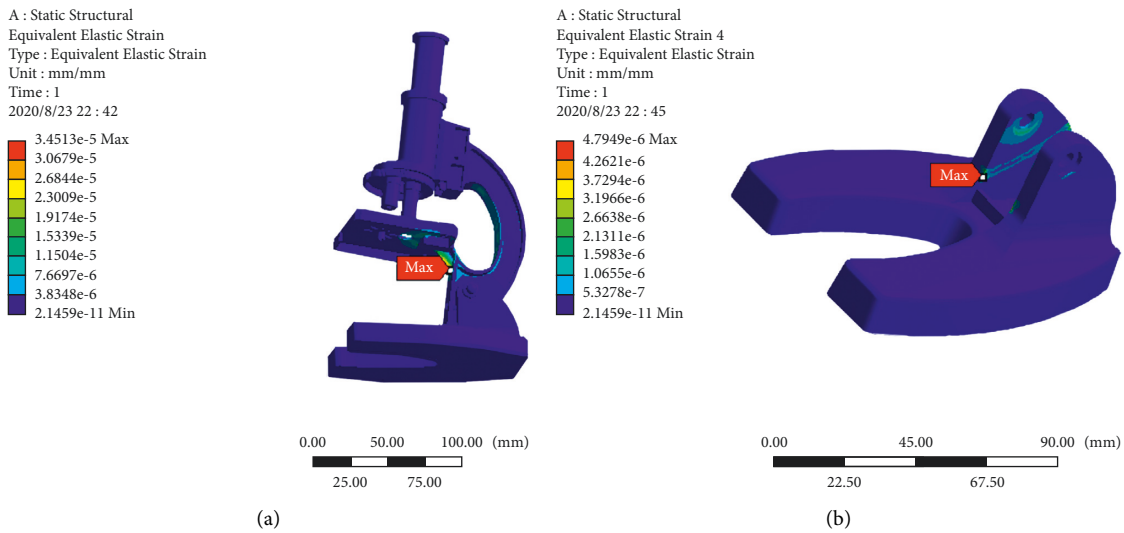 A : Static Structural
Equivalent Elastic Strain
Type : Equivalent Elastic Strain
Unit : mm/mm
Time : 1
2020/8/23 22 : 42
3.4513e-5 Max
3.0679e-5
2.6844e-5
2.3009e-5
1.9174e-5
1.5339e-5
1.1504e-5
7.6697e-6
3.8348e-6
2.1459e-11 Min
Max
0.00 50.00 100.00 (mm)
25.00 75.00
(a)
A : Static Structural
Equivalent Elastic Strain 4
Type : Equivalent Elastic Strain
Unit : mm/mm
Time : 1
2020/8/23 22 : 45
4.7949e-6 Max
4.2621e-6
3.7294e-6
3.1966e-6
2.6638e-6
2.1311e-6
1.5983e-6
1.0655e-6
5.3278e-7
2.1459e-11 Min
Max
0.00 45.00 90.00 (mm)
22.50 67.50
(b)